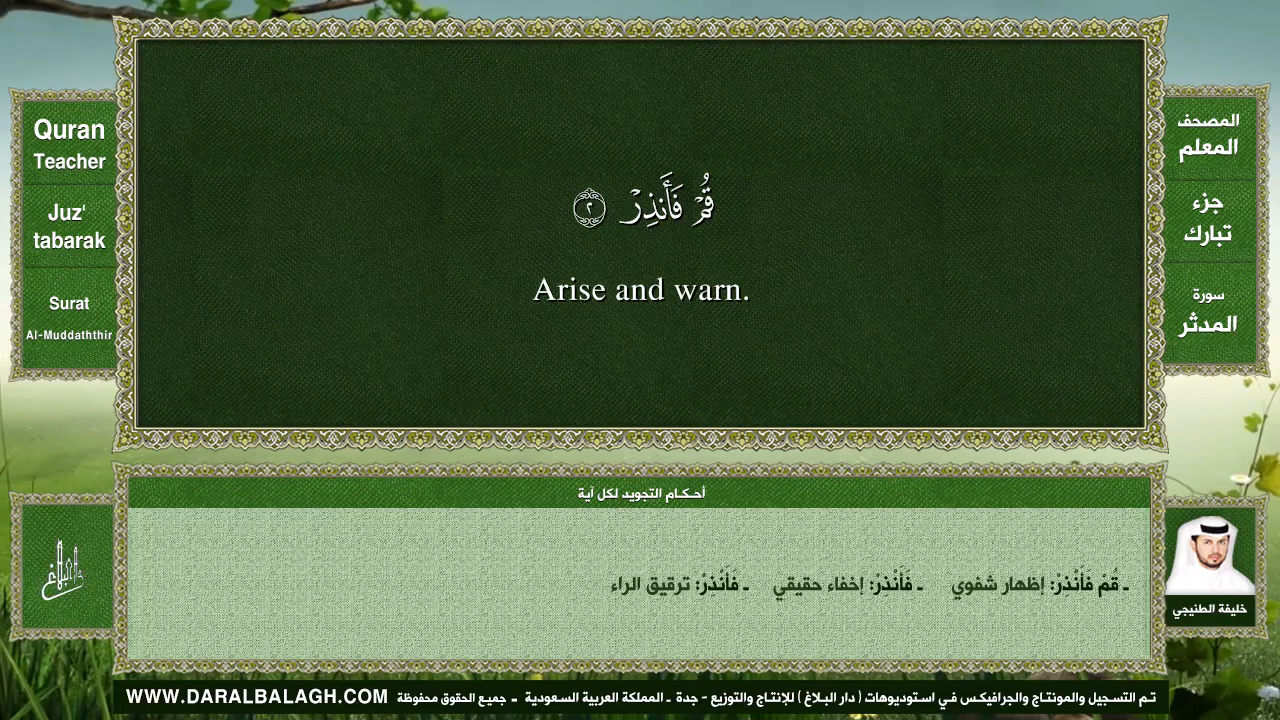 Quran
Teacher
Juz'
tabarak
Surat
Al-Muddaththir
المصحف
المعلم
جزء
تبارك
سورة
المدثر
قُمْ فَأَنذِرْ ٢
Arise and warn.
أحكام التجويد لكل آية
ـ قُمْ فَأَنْذِرْ: إظهار شفوي ـ فَأَنْذِرْ: إخفاء حقيقي ـ فَأَنْذِرْ: ترقيق الراء
دار البلاغ
خليفة الطنيجي
تم التسجيل والمونتاج والجرافيكس في استوديوهات ( دار البلاغ ) للإنتاج والتوزيع - جدة ـ المملكة العربية السعودية ـ جميع الحقوق محفوظة WWW.DARALBALAGH.COM